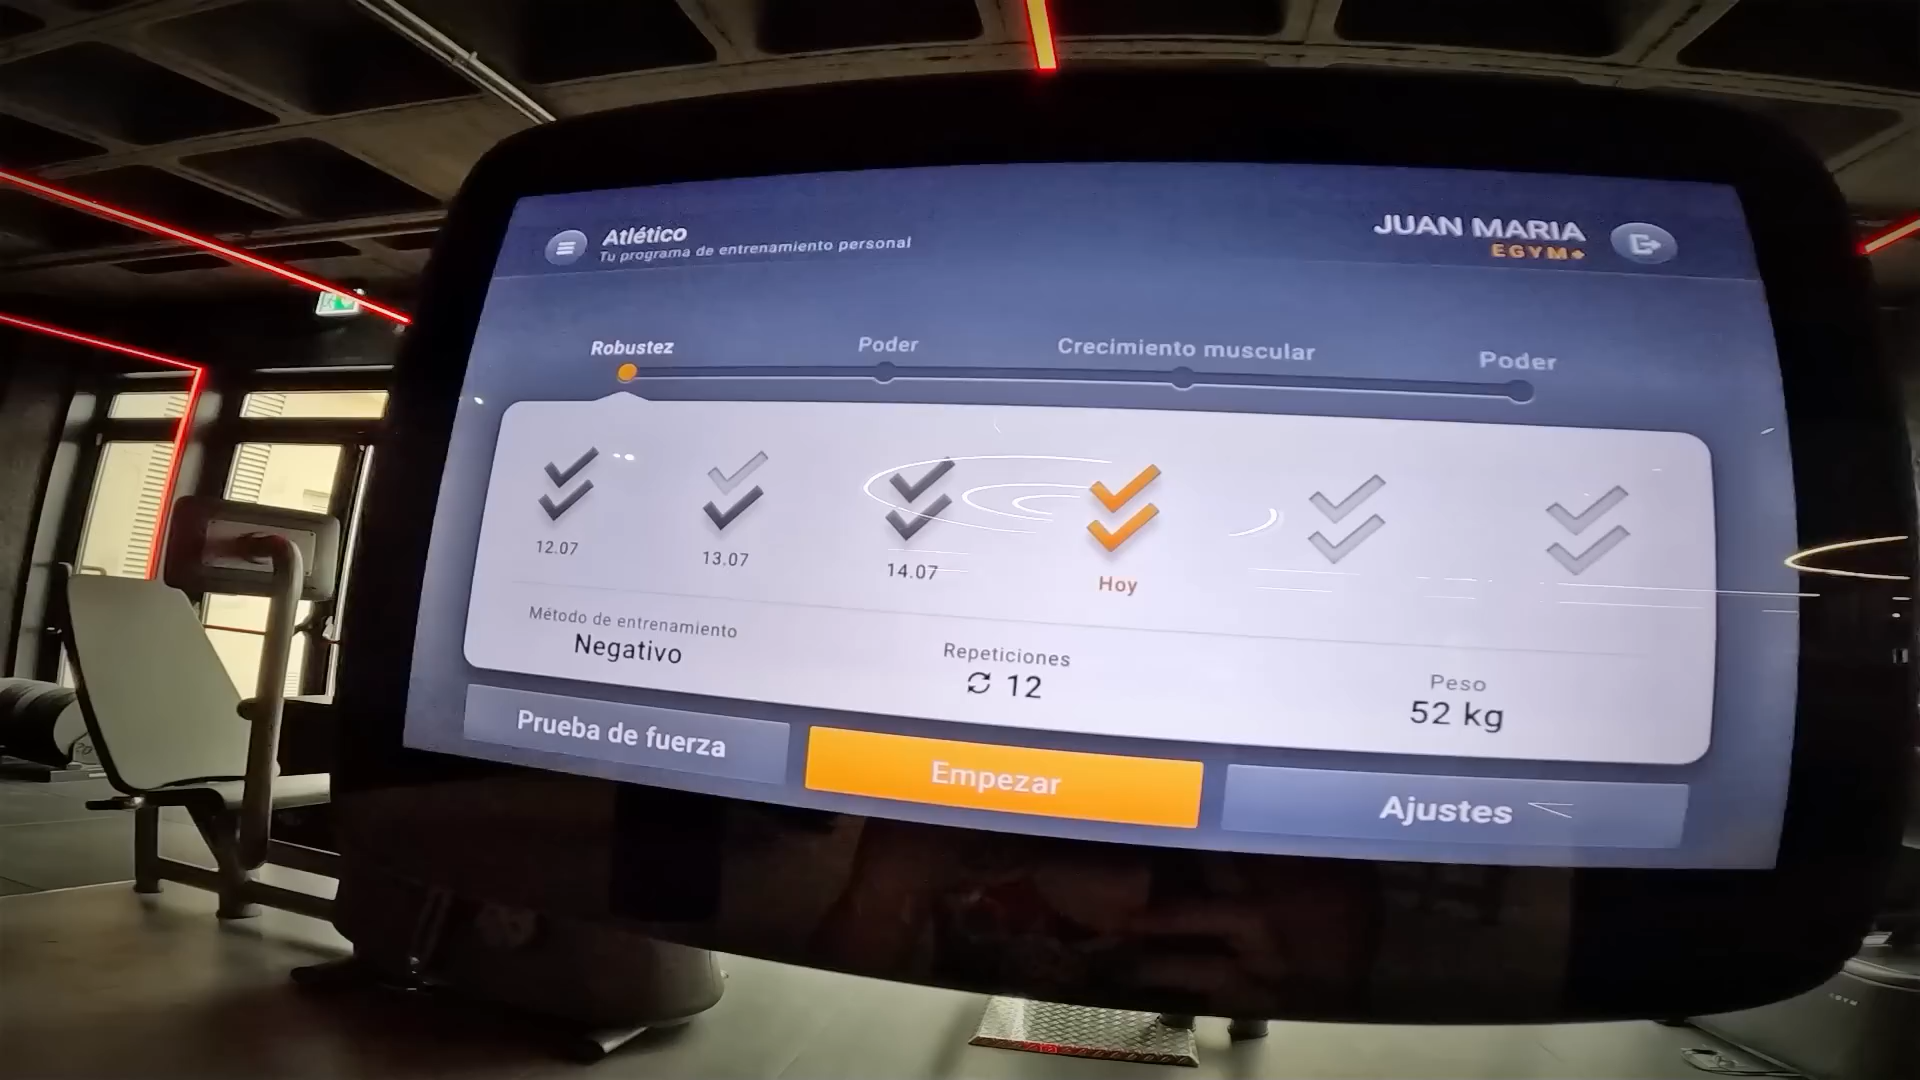 Atlético
Tu programa de entrenamiento personal
JUAN MARIA
EGYM+
Robustez
Poder
Crecimiento muscular
Poder
12.07
13.07
14.07
Hoy
Método de entrenamiento
Negativo
Repeticiones
12
Peso
52 kg
Prueba de fuerza
Empezar
Ajustes